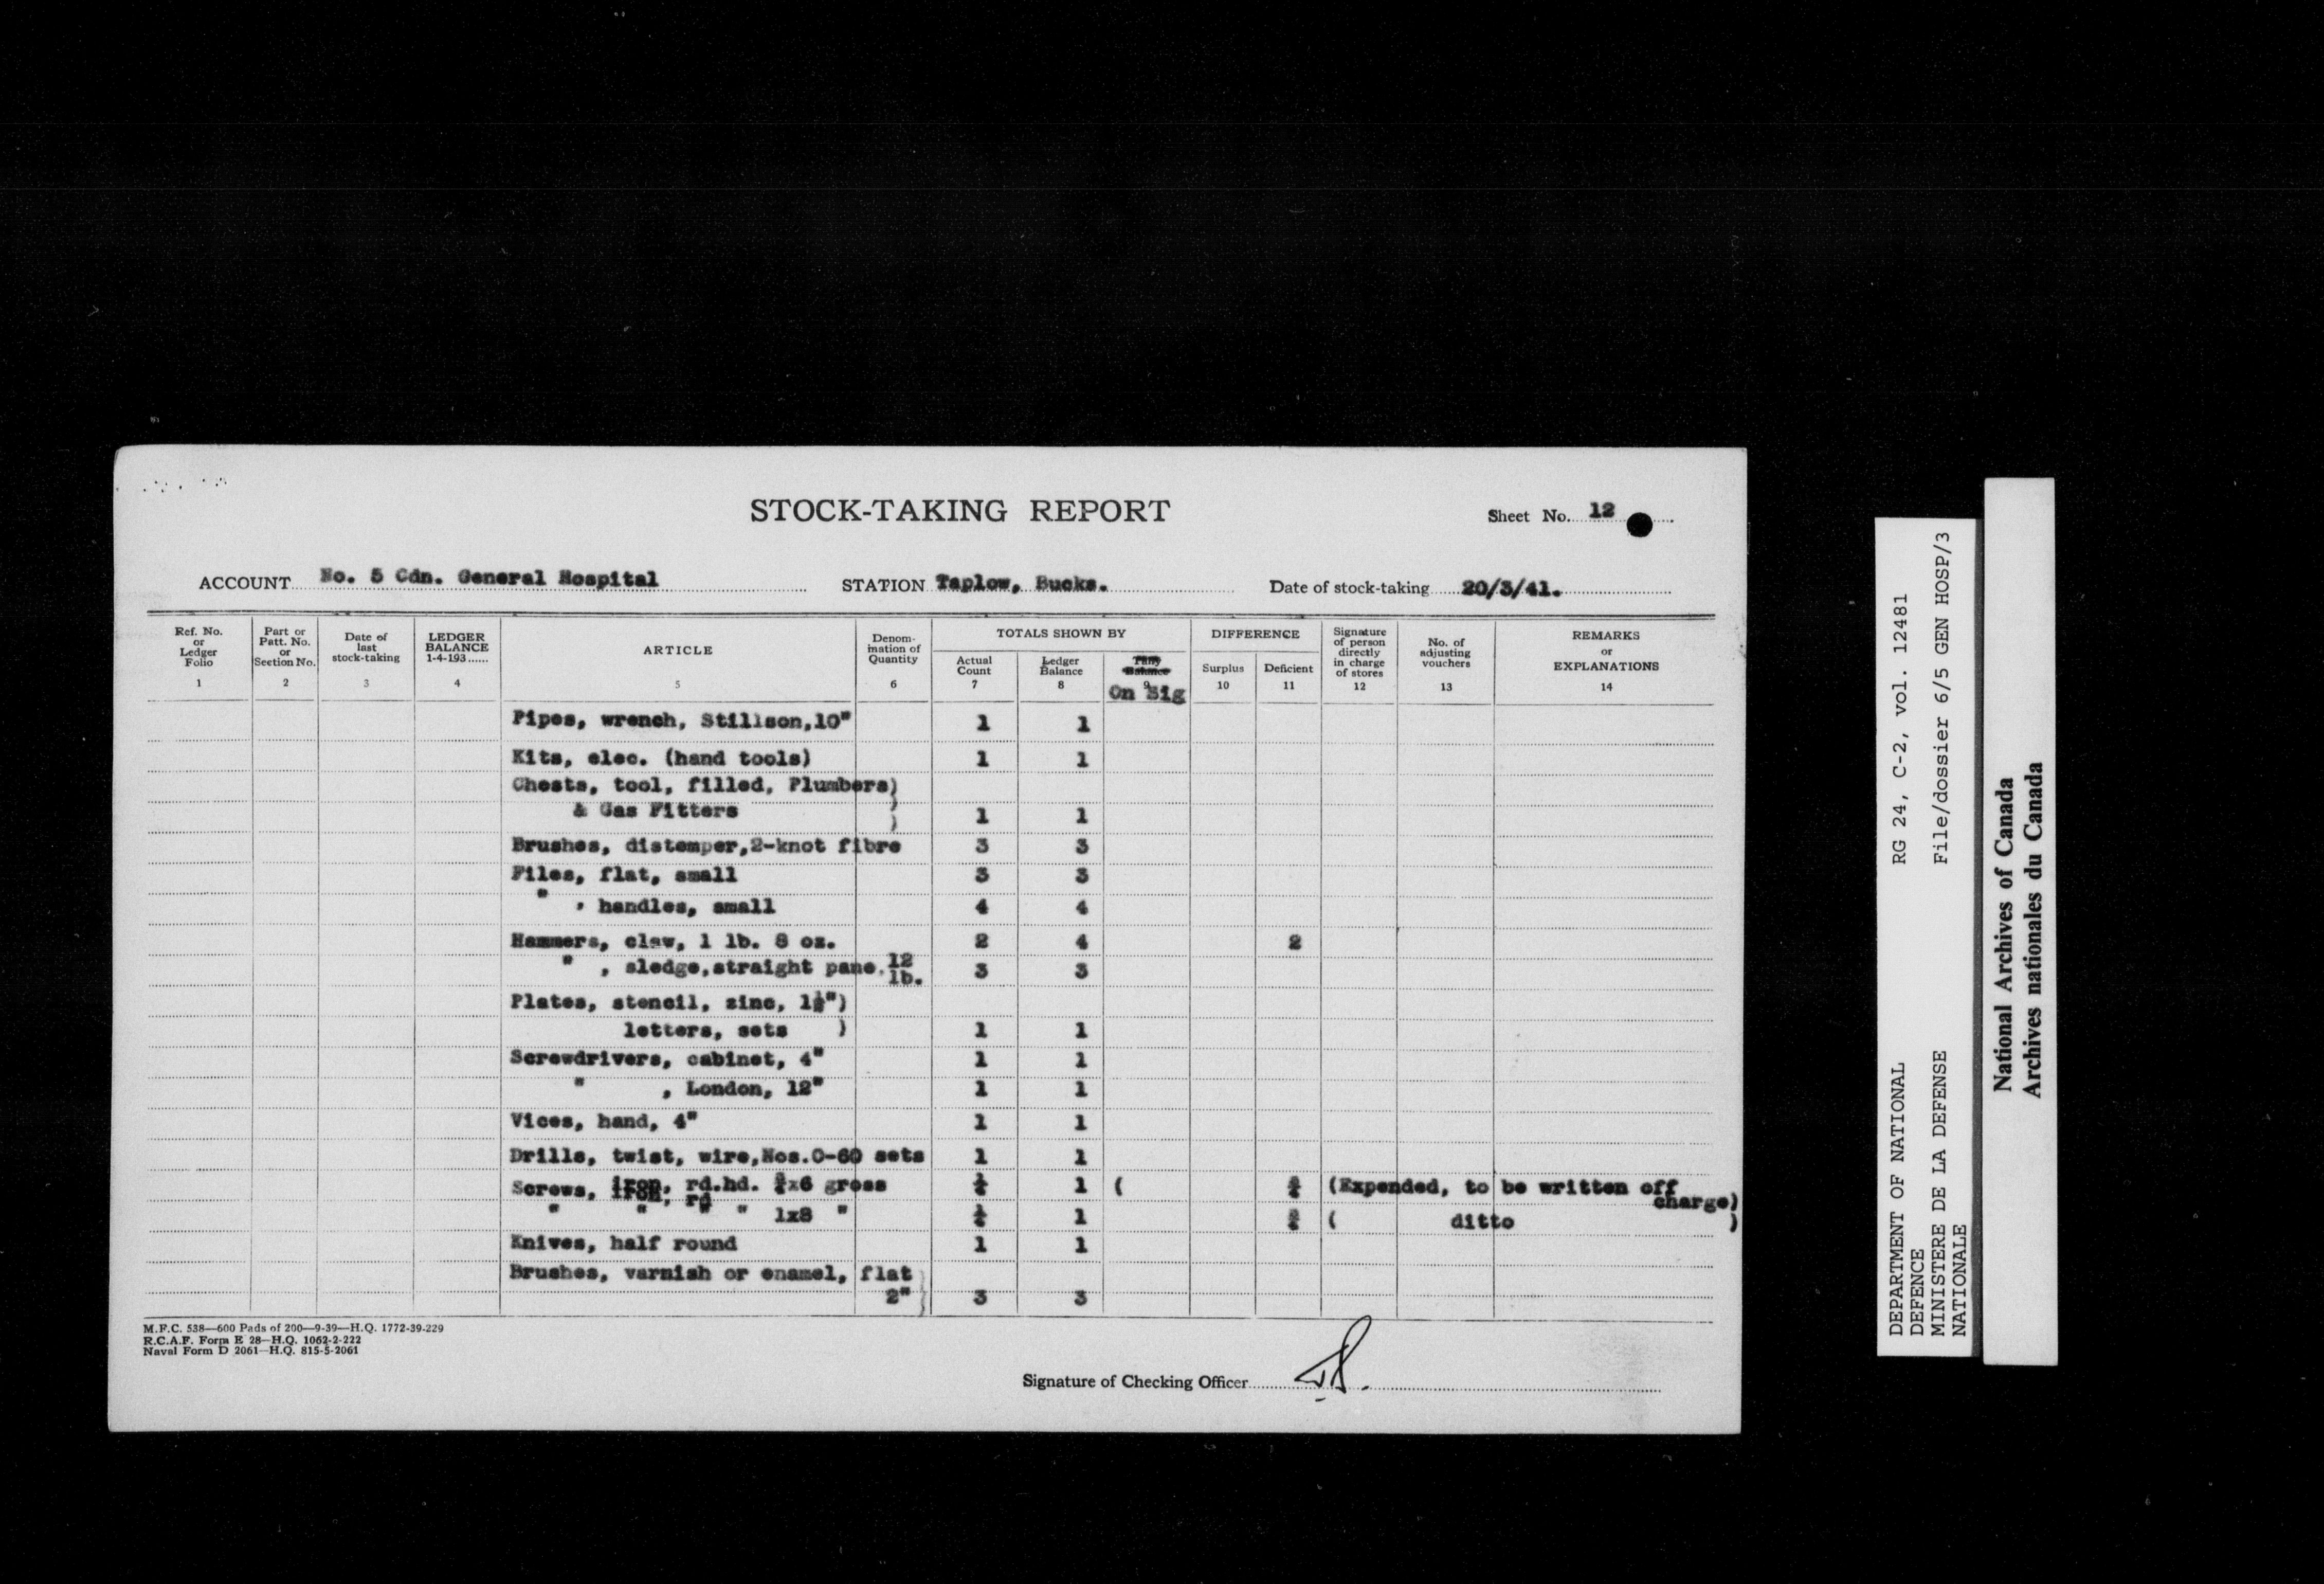 STOCK-TAKING REPORT
Sheet No. 12
ACCOUNT No. 5 Cdn. General Hospital STATION Taplow, Bucks. Date of stock-taking 20/3/41.
Ref. No. or Ledger Folio 1
Part or Patt. No. or Section No. 2
Date of last stock-taking 3
LEDGER BALANCE 1-4-193...... 4
ARTICLE 5
Denomination of Quantity 6
TOTALS SHOWN BY
Actual Count 7
Ledger Balance 8
Tally Balance 9
On Sig
DIFFERENCE
Surplus 10
Deficient 11
Signature of person directly in charge of stores 12
No. of adjusting vouchers 13
REMARKS or EXPLANATIONS 14
Pipes, wrench, Stillson,10" 1 1
Kits, elec. (hand tools) 1 1
Chests, tool, filled, Plumbers)
& Gas Fitters ) 1 1
Brushes, distemper,2-knot fibre 3 3
Files, flat, small 3 3
" , handles, small 4 4
Hammers, claw, 1 lb. 8 oz. 2 4 2
" , sledge,straight pane,12 lb. 3 3
Plates, stencil, zinc, 1½")
letters, sets ) 1 1
Screwdrivers, cabinet, 4" 1 1
" , London, 12" 1 1
Vices, hand, 4" 1 1
Drills, twist, wire,Nos.0-60 sets 1 1
Screws, iron, rd.hd. ¾x6 gross ¼ 1 ( ¾ (Expended, to be written off charge)
" " " " 1x8 " ¼ 1 ¾ ( ditto )
Knives, half round 1 1
Brushes, varnish or enamel, flat
2" 3 3
M.F.C. 538—600 Pads of 200—9-39—H.Q. 1772-39-229
R.C.A.F. Form E 28—H.Q. 1062-2-222
Naval Form D 2061—H.Q. 815-5-2061
Signature of Checking Officer
DEPARTMENT OF NATIONAL DEFENCE RG 24, C-2, vol. 12481
MINISTERE DE LA DEFENSE NATIONALE File/dossier 6/5 GEN HOSP/3
National Archives of Canada
Archives nationales du Canada